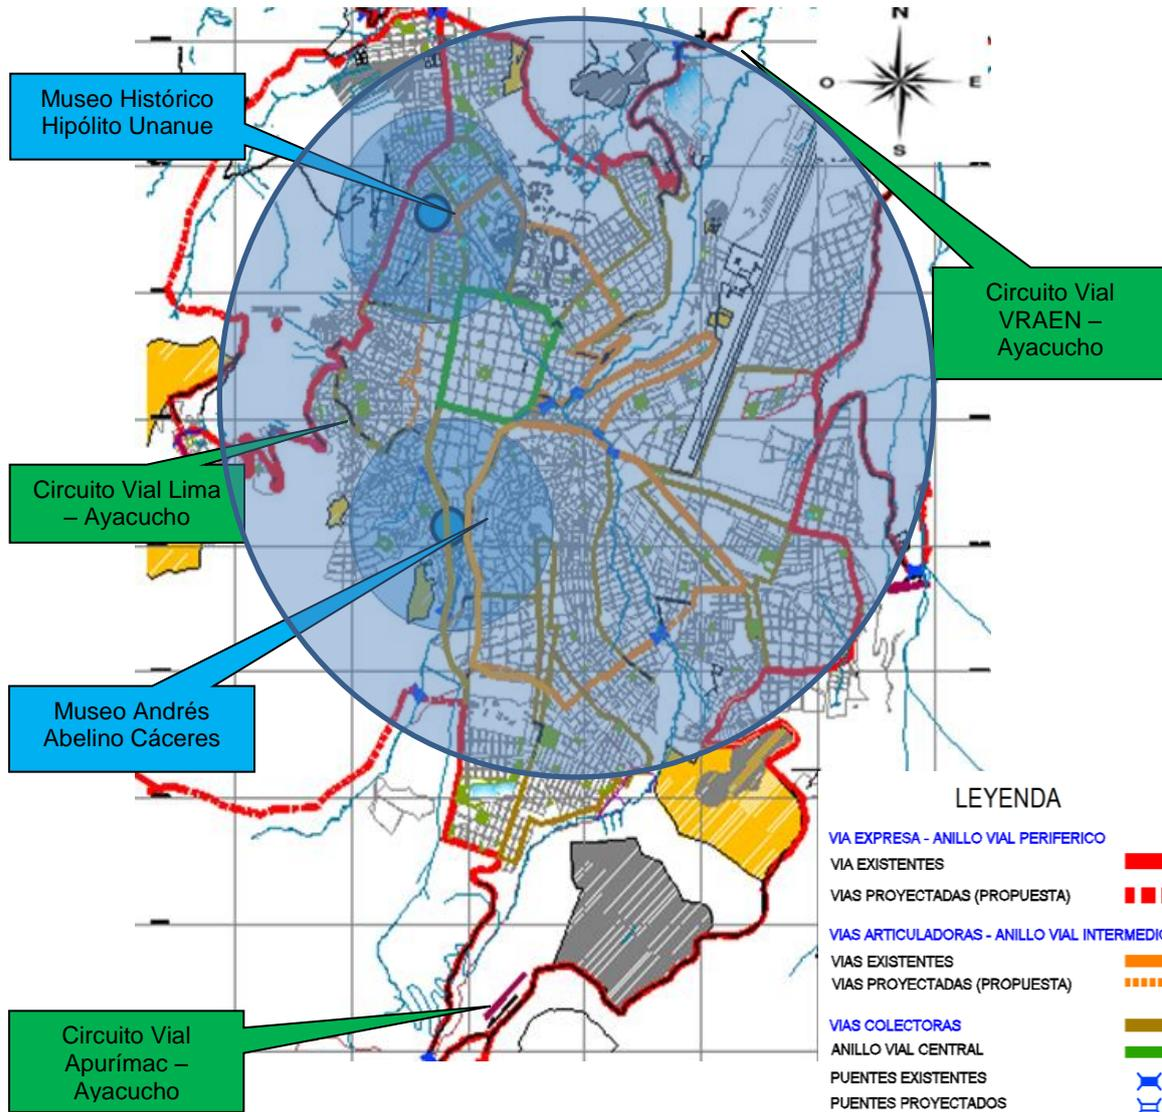 N
O
E
S
Museo Histórico
Hipólito Unanue
Circuito Vial
VRAEN –
Ayacucho
Circuito Vial Lima
– Ayacucho
Museo Andrés
Abelino Cáceres
Circuito Vial
Apurímac –
Ayacucho
LEYENDA
VIA EXPRESA - ANILLO VIAL PERIFERICO
VIA EXISTENTES
VIAS PROYECTADAS (PROPUESTA)
VIAS ARTICULADORAS - ANILLO VIAL INTERMEDIO
VIAS EXISTENTES
VIAS PROYECTADAS (PROPUESTA)
VIAS COLECTORAS
ANILLO VIAL CENTRAL
PUENTES EXISTENTES
PUENTES PROYECTADOS